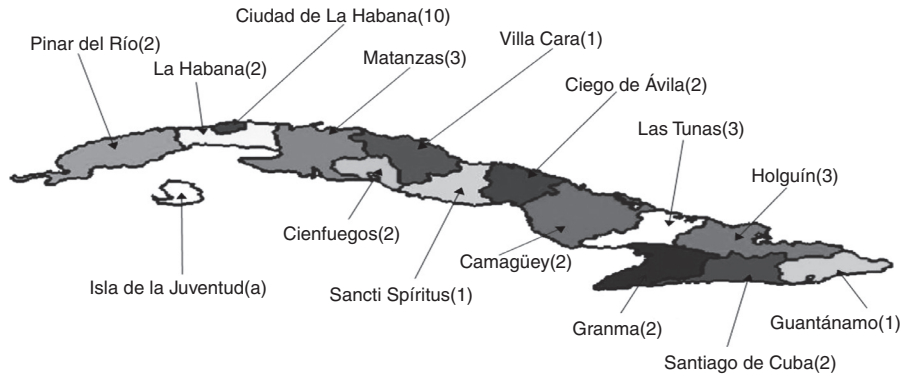 Ciudad de La Habana(10)
Pinar del Río(2)
Villa Cara(1)
La Habana(2)
Matanzas(3)
Ciego de Ávila(2)
Las Tunas(3)
Holguín(3)
Cienfuegos(2)
Camagüey(2)
Isla de la Juventud(a)
Sancti Spíritus(1)
Granma(2)
Guantánamo(1)
Santiago de Cuba(2)